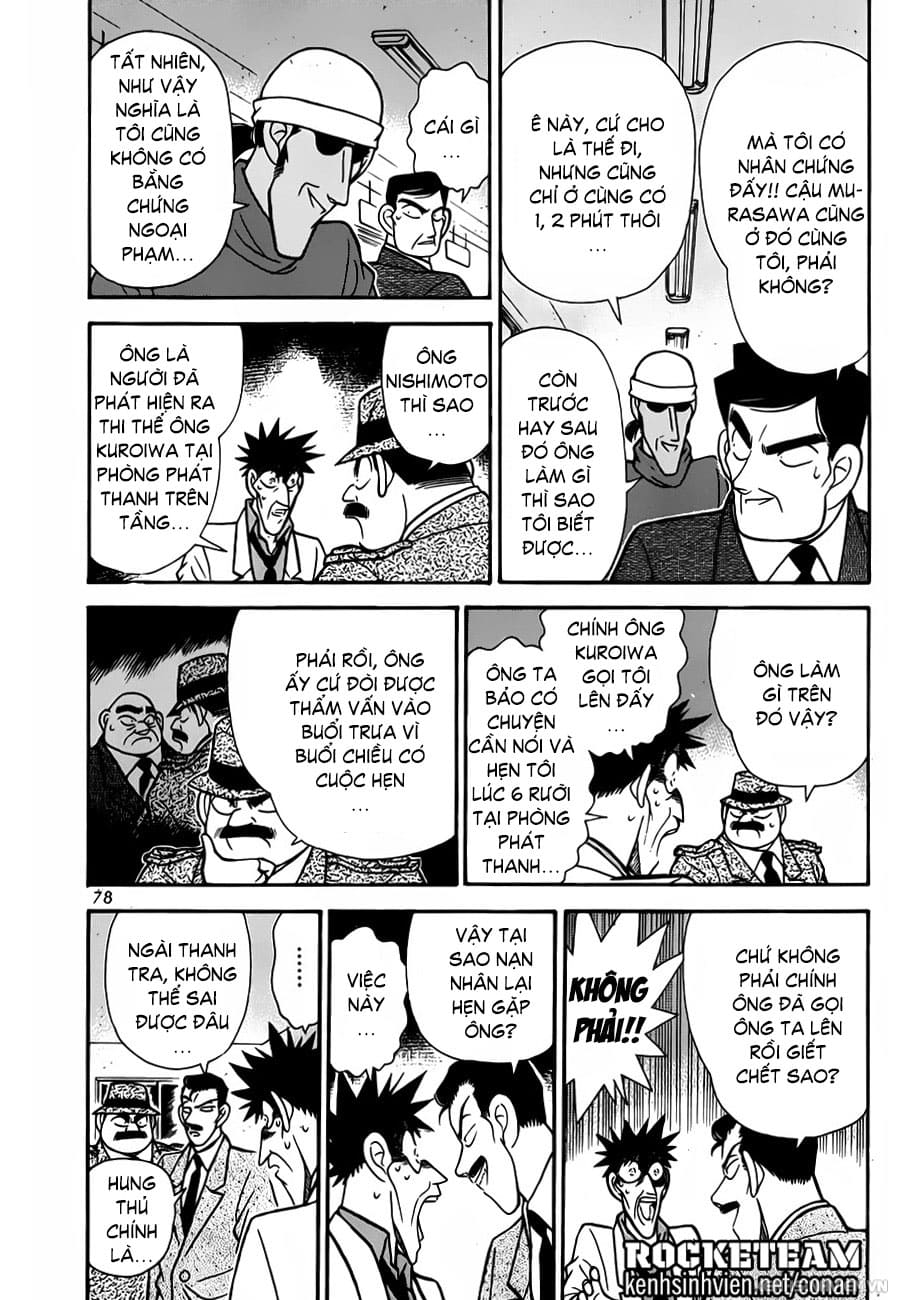 MÀ TÔI CÓ
NHÂN CHỨNG
ĐẤY!! CẬU MU-
RASAWA CŨNG
Ở ĐÓ CÙNG
TÔI, PHẢI
KHÔNG?
Ê NÀY, CỨ CHO
LÀ THẾ ĐI,
NHƯNG CŨNG
CHỈ Ở CÙNG CÓ
1, 2 PHÚT THÔI
...
CÒN
TRƯỚC
HAY SAU
ĐÓ ÔNG
LÀM GÌ
THÌ SAO
TÔI BIẾT
ĐƯỢC...
CÁI GÌ
...
TẤT NHIÊN,
NHƯ VẬY
NGHĨA LÀ
TÔI CŨNG
KHÔNG CÓ
BẰNG
CHỨNG
NGOẠI
PHẠM...
ÔNG
NISHIMOTO
THÌ SAO
...
ÔNG LÀ
NGƯỜI ĐÃ
PHÁT HIỆN RA
THI THỂ ÔNG
KUROIWA TẠI
PHÒNG PHÁT
THANH TRÊN
TẦNG...
ÔNG LÀM
GÌ TRÊN
ĐÓ VẬY?
CHÍNH ÔNG
KUROIWA
GỌI TÔI
LÊN ĐẤY
...
ÔNG TA
BẢO CÓ
CHUYỆN
CẦN NÓI VÀ
HẸN TÔI
LÚC 6 RƯỠI
TẠI PHÒNG
PHÁT
THANH...
PHẢI RỒI, ÔNG
ẤY CỨ ĐÒI ĐƯỢC
THẨM VẤN VÀO
BUỔI TRƯA VÌ
BUỔI CHIỀU CÓ
CUỘC HẸN
...
78
CHỨ KHÔNG
PHẢI CHÍNH
ÔNG ĐÃ GỌI
ÔNG TA LÊN
RỒI GIẾT
CHẾT SAO?
KHÔNG
PHẢI!!
VẬY TẠI
SAO NẠN
NHÂN LẠI
HẸN GẶP
ÔNG?
VIỆC
NÀY
...
......
NGÀI THANH
TRA, KHÔNG
THỂ SAI
ĐƯỢC ĐÂU
...
HUNG
THỦ
CHÍNH
LÀ...
ROCKETEAM
kenhsinhvien.net/conan